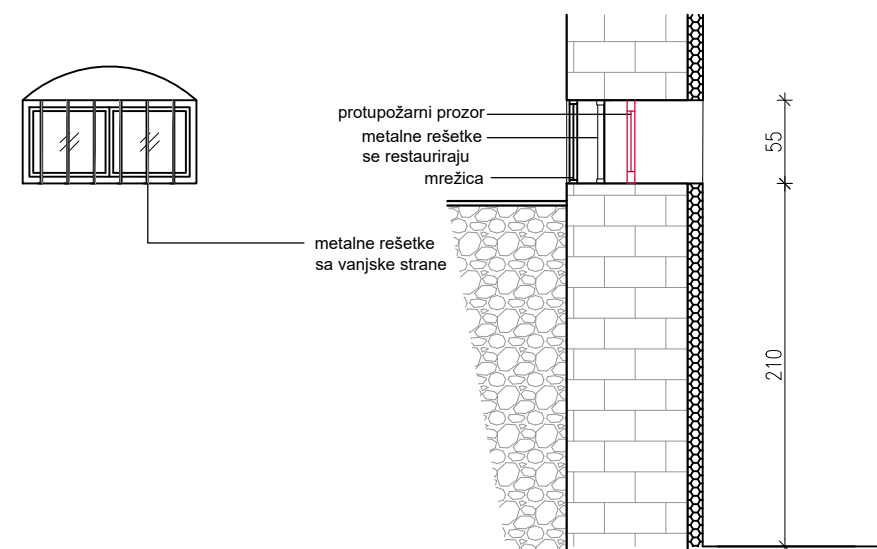 protupožarni prozor
metalne rešetke
se restauriraju
mrežica
metalne rešetke
sa vanjske strane
55
210